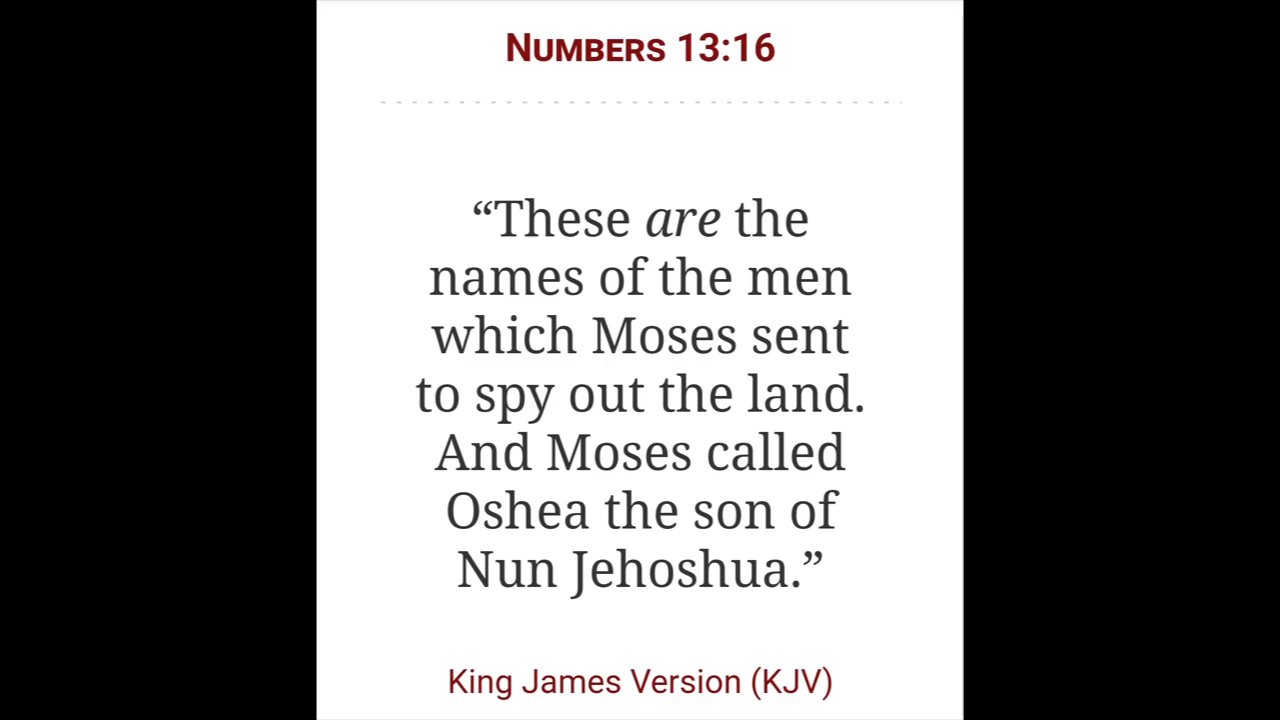 NUMBERS 13:16
“These are the
names of the men
which Moses sent
to spy out the land.
And Moses called
Oshea the son of
Nun Jehoshua.”
King James Version (KJV)